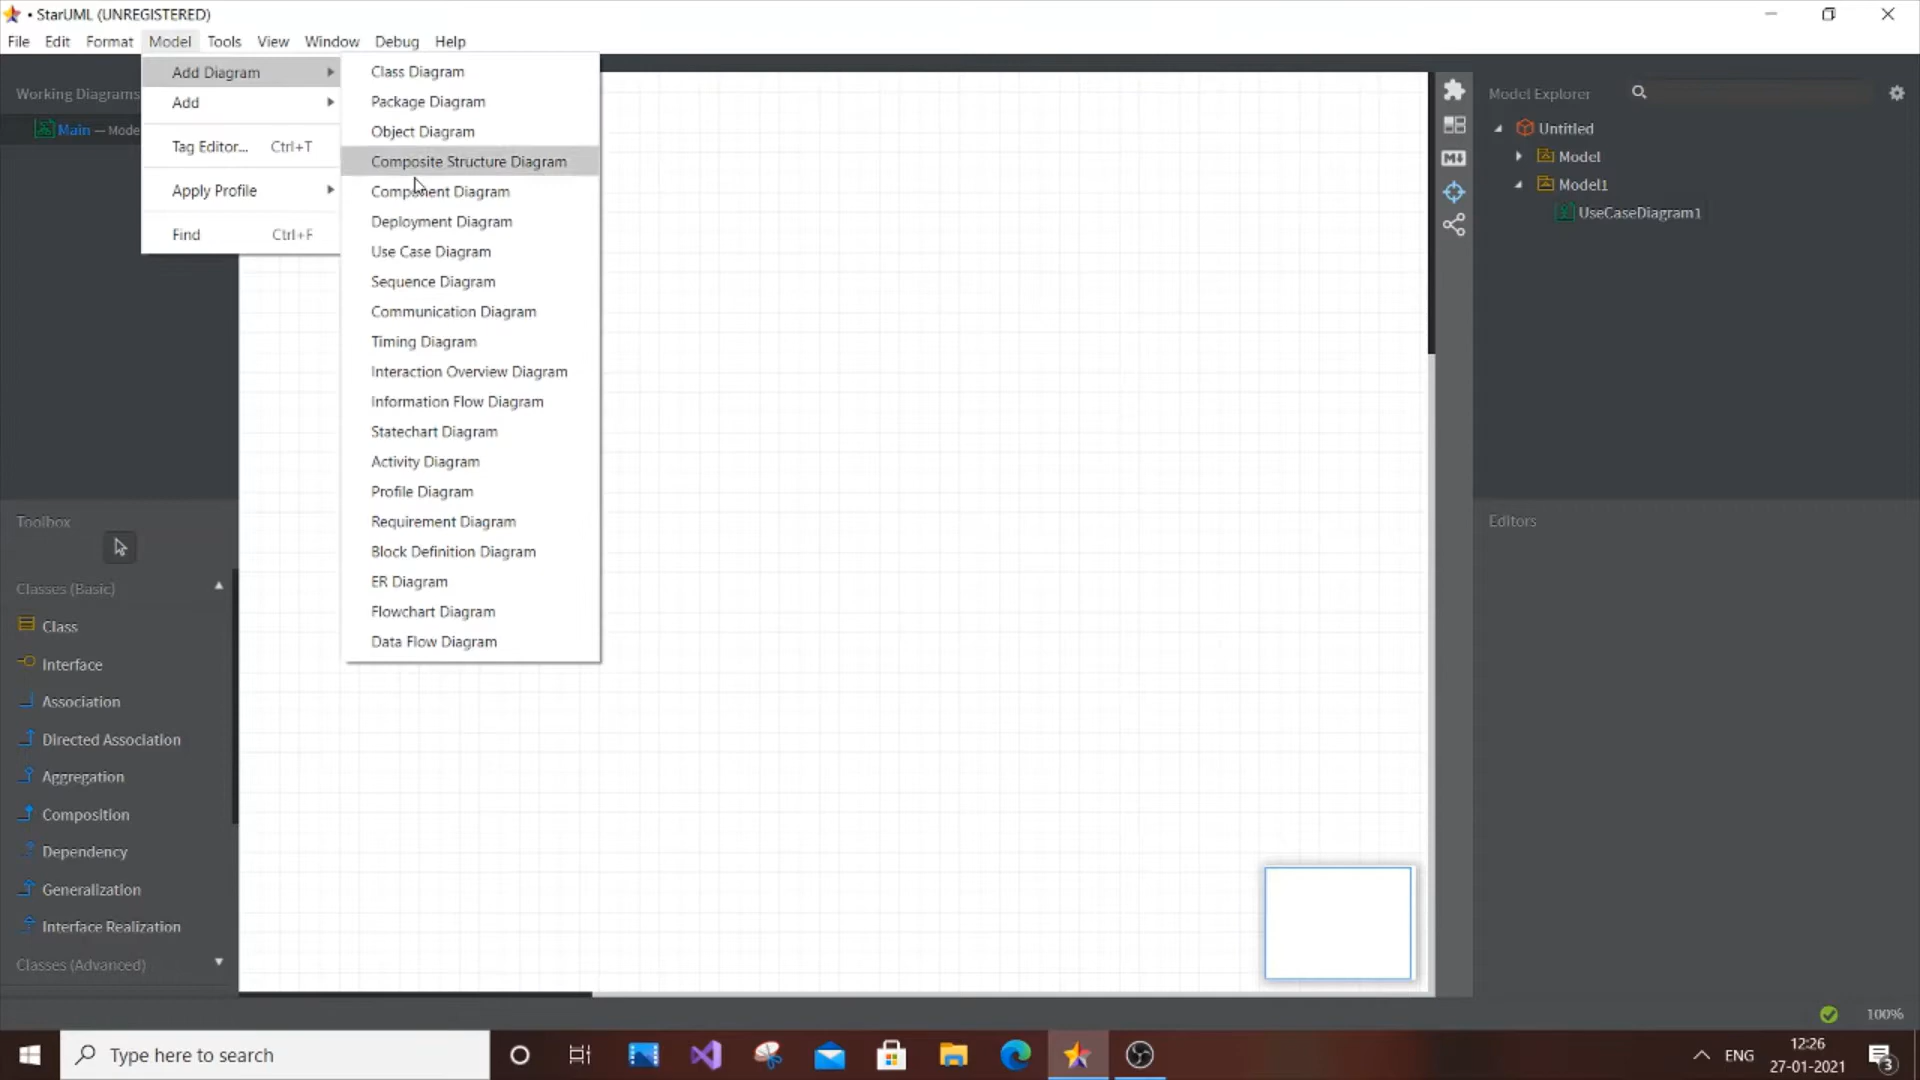 • StarUML (UNREGISTERED)
File Edit Format Model Tools View Window Debug Help
Working Diagrams
Main — Mode
Add Diagram
Add
Tag Editor... Ctrl+T
Apply Profile
Find Ctrl+F
Class Diagram
Package Diagram
Object Diagram
Composite Structure Diagram
Component Diagram
Deployment Diagram
Use Case Diagram
Sequence Diagram
Communication Diagram
Timing Diagram
Interaction Overview Diagram
Information Flow Diagram
Statechart Diagram
Activity Diagram
Profile Diagram
Requirement Diagram
Block Definition Diagram
ER Diagram
Flowchart Diagram
Data Flow Diagram
Toolbox
Classes (Basic)
Class
Interface
Association
Directed Association
Aggregation
Composition
Dependency
Generalization
Interface Realization
Classes (Advanced)
M↓
Model Explorer
Untitled
Model
Model1
UseCaseDiagram1
Editors
100%
Type here to search
ENG
12:26
27-01-2021
3